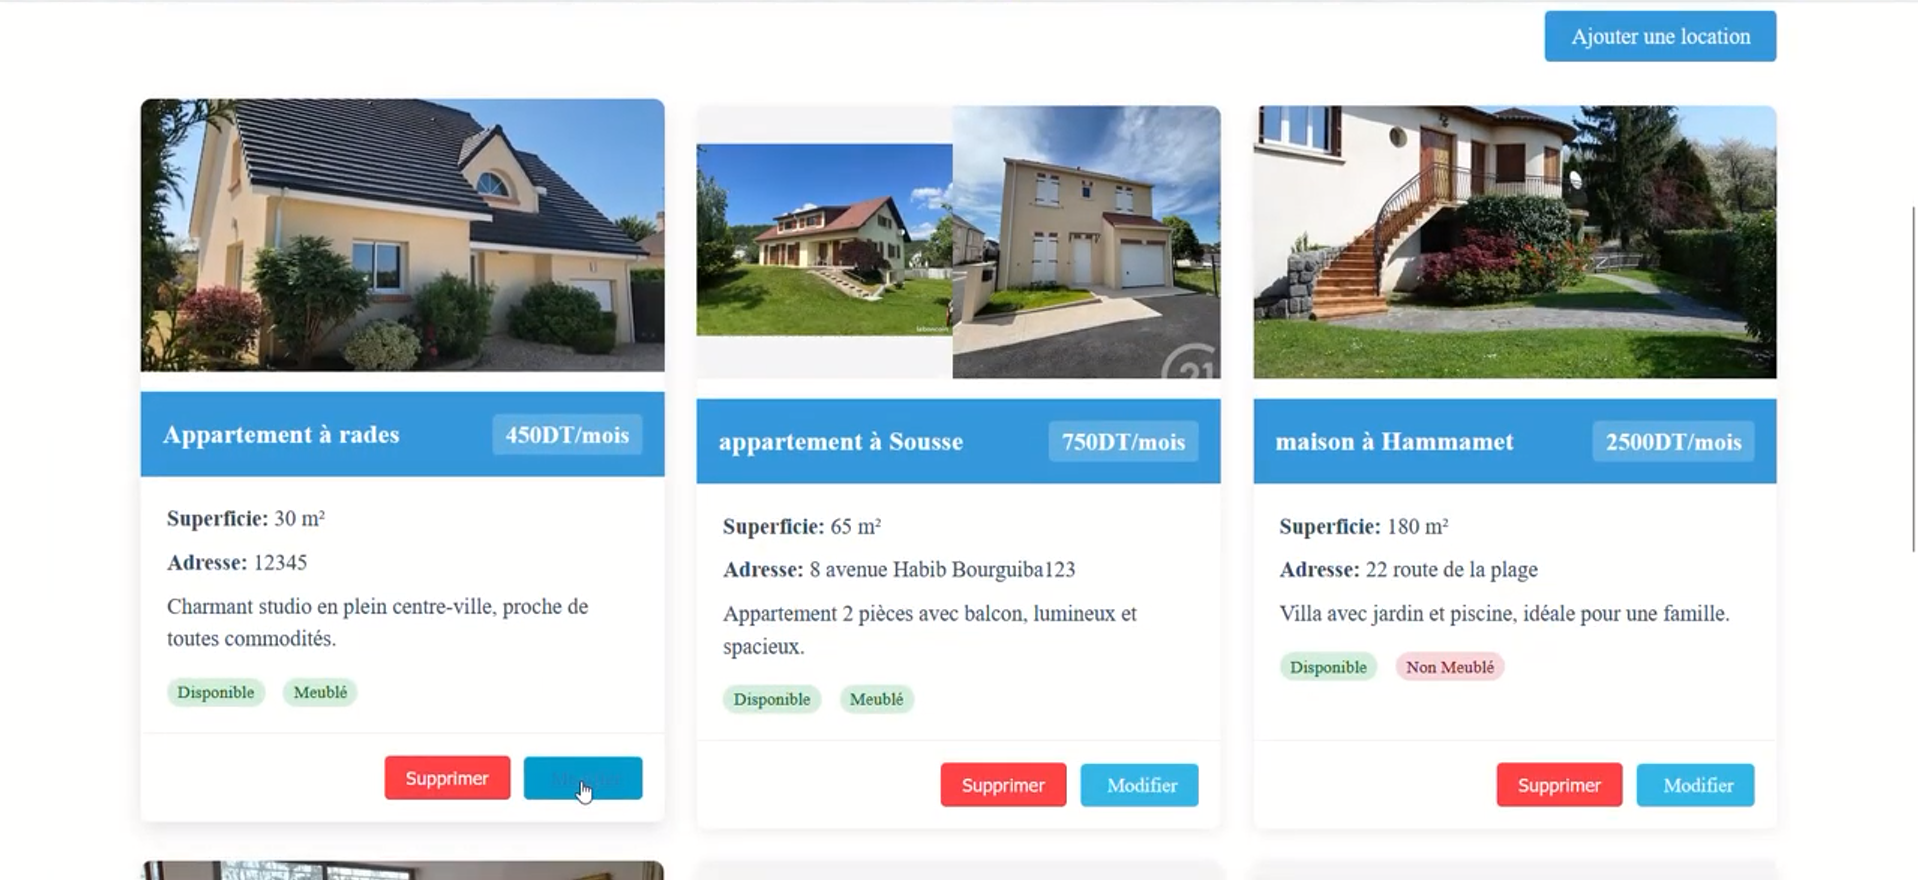 Ajouter une location
21
Appartement à rades
450DT/mois
Superficie: 30 m²
Adresse: 12345
Charmant studio en plein centre-ville, proche de
toutes commodités.
Disponible
Meublé
Supprimer
appartement à Sousse
750DT/mois
Superficie: 65 m²
Adresse: 8 avenue Habib Bourguiba123
Appartement 2 pièces avec balcon, lumineux et
spacieux.
Disponible
Meublé
Supprimer
Modifier
maison à Hammamet
2500DT/mois
Superficie: 180 m²
Adresse: 22 route de la plage
Villa avec jardin et piscine, idéale pour une famille.
Disponible
Non Meublé
Supprimer
Modifier